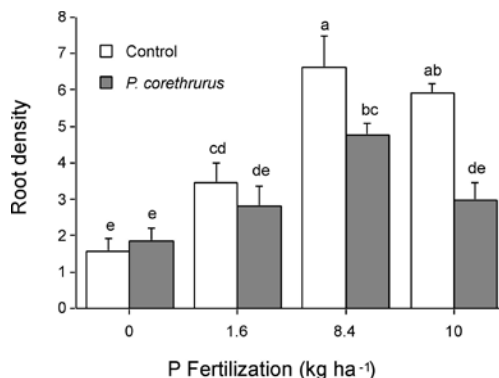 8
7
6
5
4
3
2
1
0
Root density
Control
P. corethrurus
e
e
cd
de
a
bc
ab
de
0
1.6
8.4
10
P Fertilization (kg ha⁻¹)